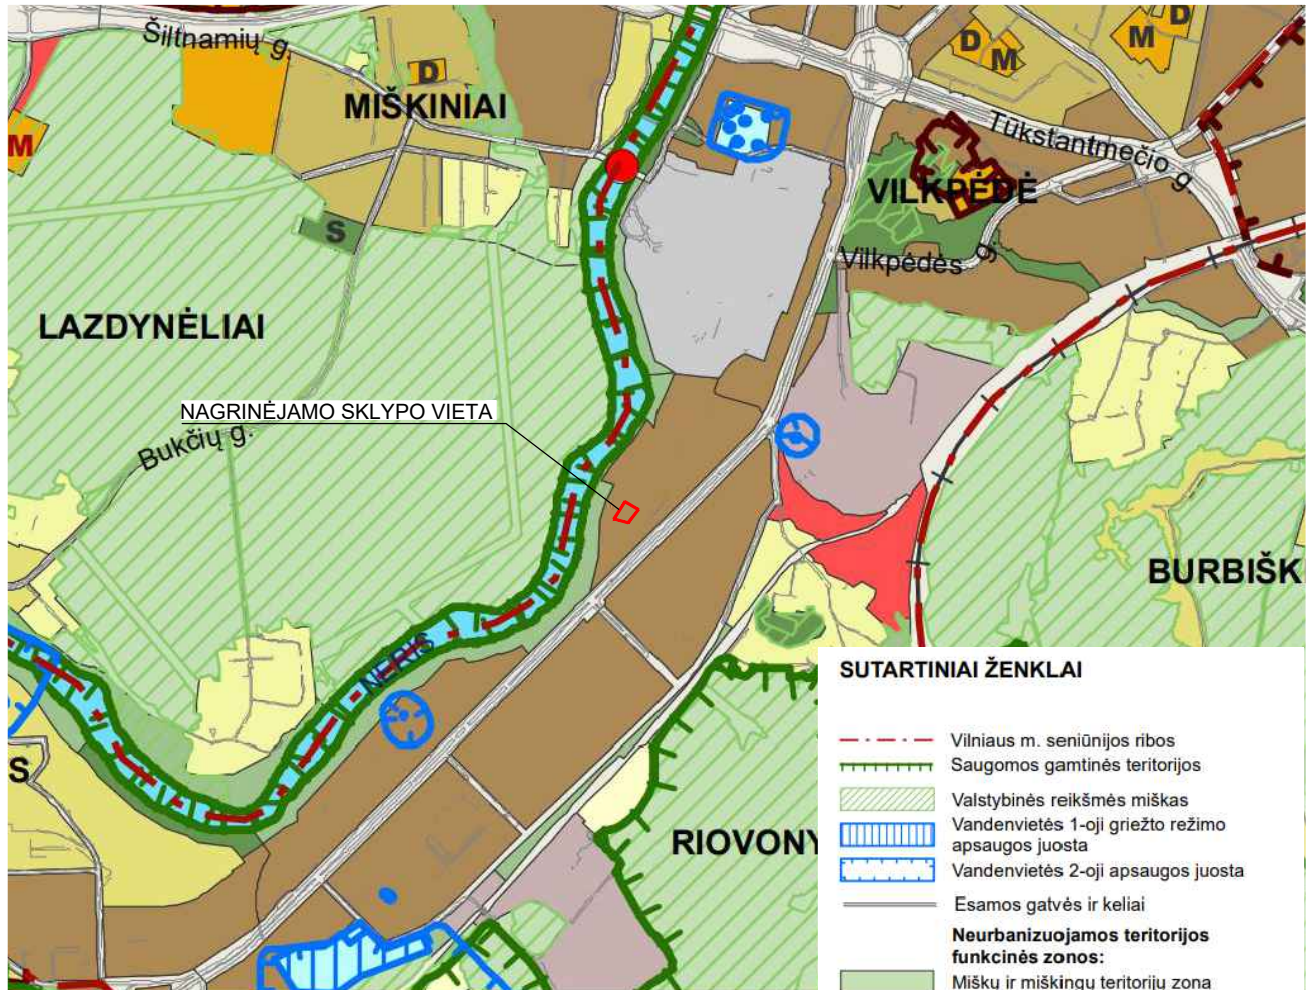 Šiltnamių g.
D
D
M
M
MIŠKINIAI
D
M
Tūkstantmečio g.
VILKPĖDĖ
S
Vilkpėdės g.
LAZDYNĖLIAI
NAGRINĖJAMO SKLYPO VIETA
Bukčių g.
BURBIŠK
NERIS
S
RIOVONY
SUTARTINIAI ŽENKLAI
Vilniaus m. seniūnijos ribos
Saugomos gamtinės teritorijos
Valstybinės reikšmės miškas
Vandenvietės 1-oji griežto režimo
apsaugos juosta
Vandenvietės 2-oji apsaugos juosta
Esamos gatvės ir keliai
Neurbanizuojamos teritorijos
funkcinės zonos:
Miškų ir miškingų teritorijų zona